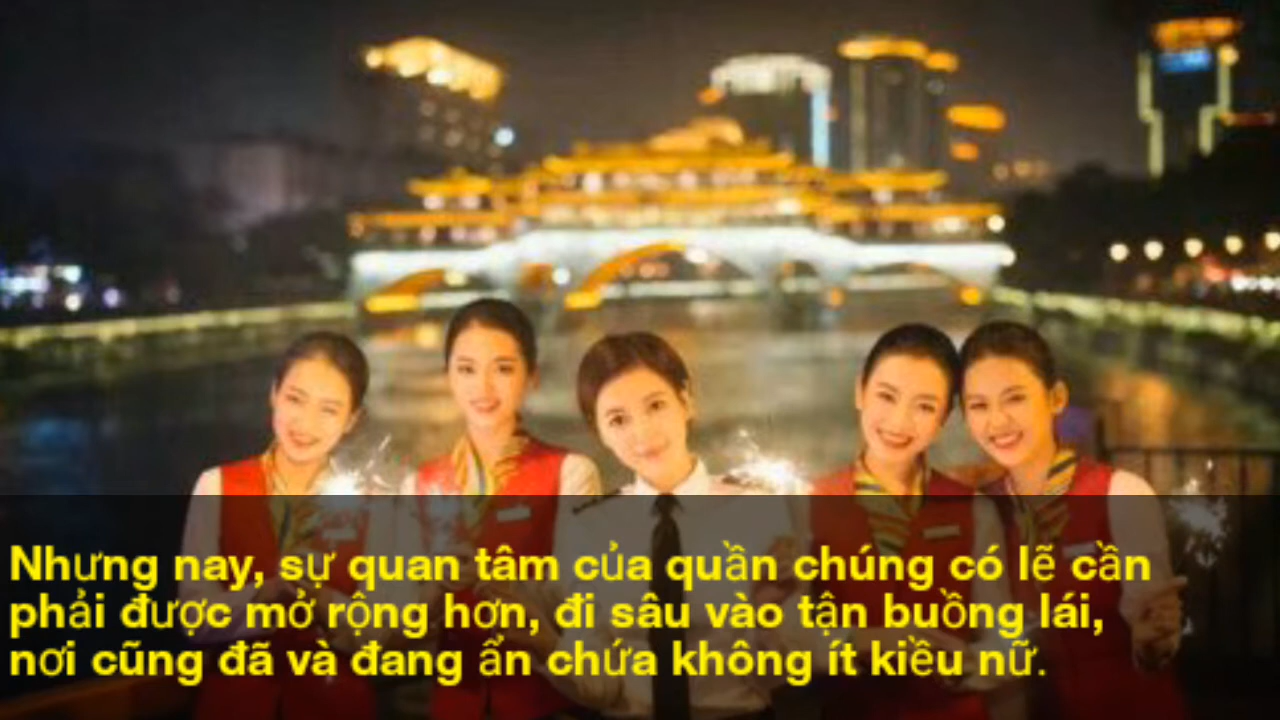 Nhưng nay, sự quan tâm của quần chúng có lẽ cần
phải được mở rộng hơn, đi sâu vào tận buồng lái,
nơi cũng đã và đang ẩn chứa không ít kiều nữ.